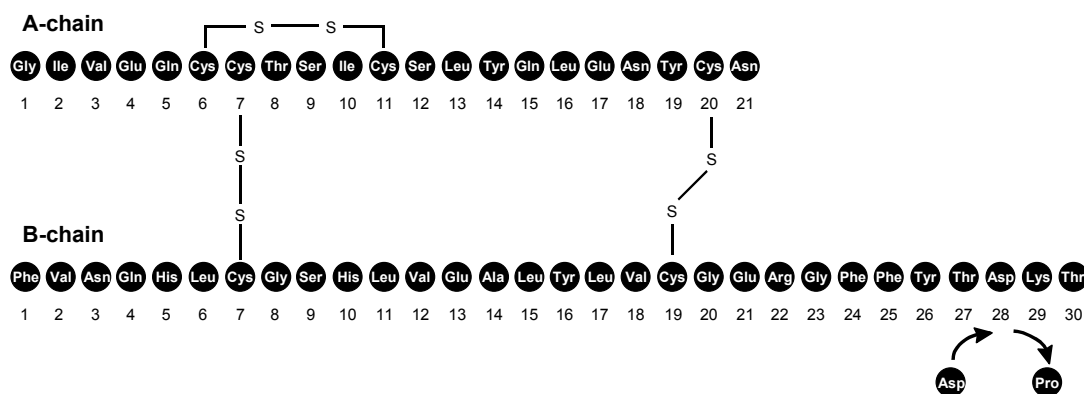 A-chain
S S
Gly Ile Val Glu Gln Cys Cys Thr Ser Ile Cys Ser Leu Tyr Gln Leu Glu Asn Tyr Cys Asn
1 2 3 4 5 6 7 8 9 10 11 12 13 14 15 16 17 18 19 20 21
S S
S S
B-chain
Phe Val Asn Gln His Leu Cys Gly Ser His Leu Val Glu Ala Leu Tyr Leu Val Cys Gly Glu Arg Gly Phe Phe Tyr Thr Asp Lys Thr
1 2 3 4 5 6 7 8 9 10 11 12 13 14 15 16 17 18 19 20 21 22 23 24 25 26 27 28 29 30
Asp Pro